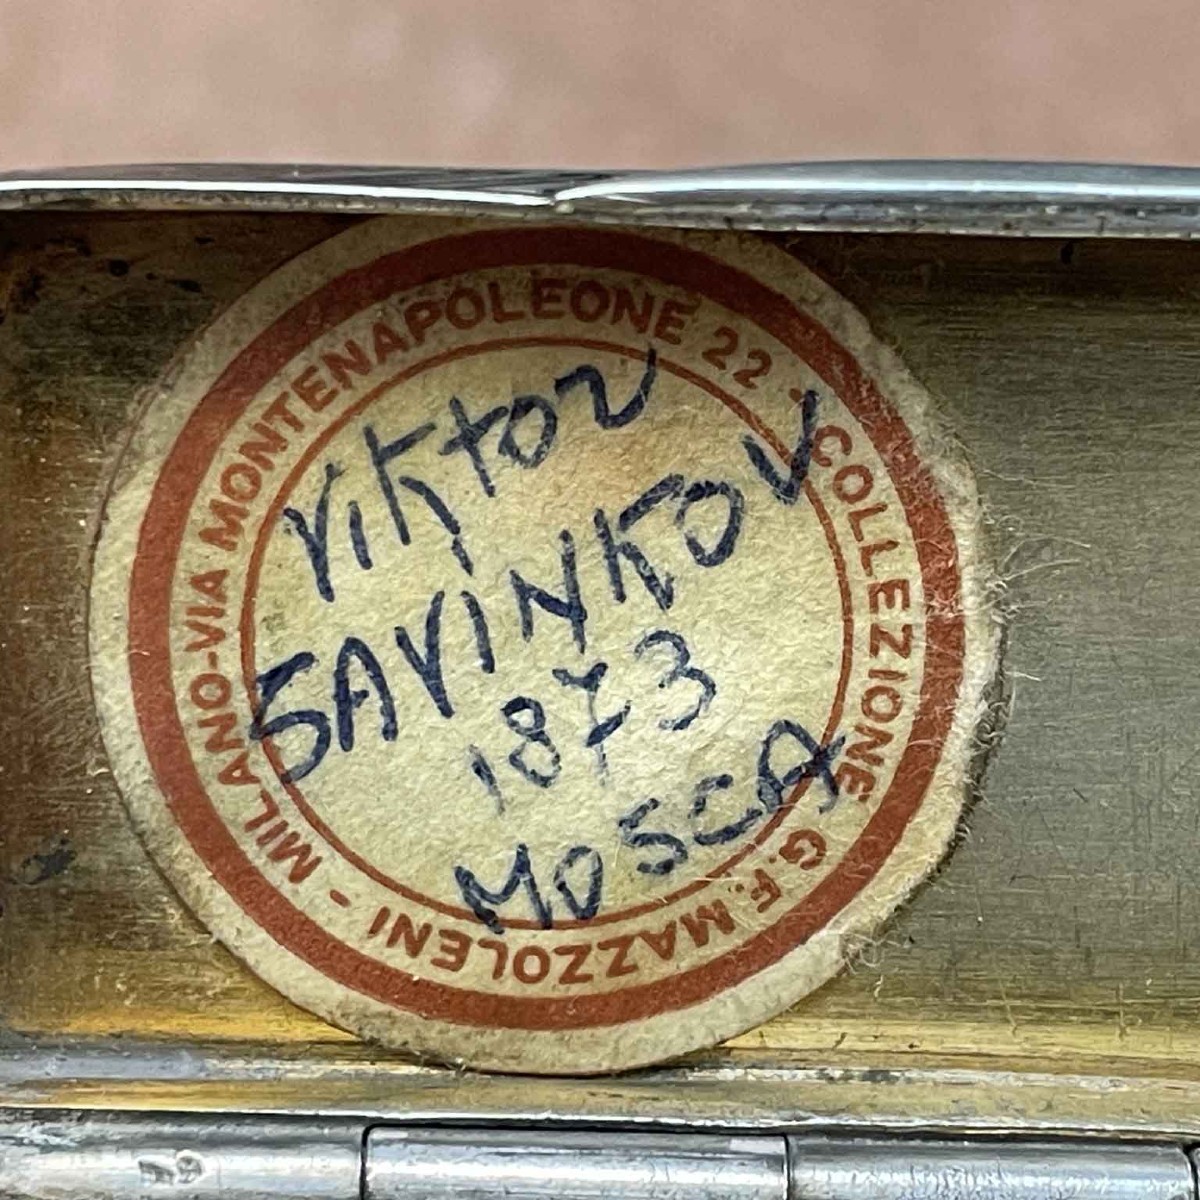 MILANO-VIA MONTENAPOLEONE 22 - COLLEZIONE G. F. MAZZOLENI -
VIKTOR
SAVINKOV
1873
MOSCA